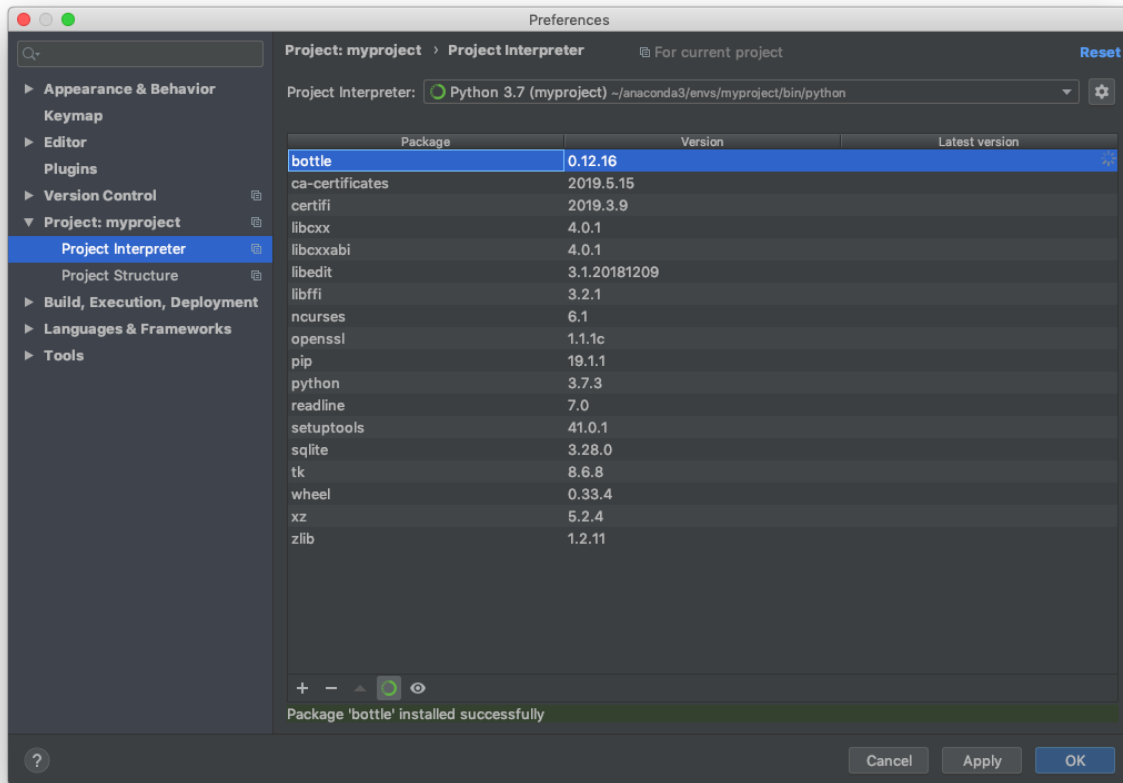 Preferences
Appearance & Behavior
Keymap
Editor
Plugins
Version Control
Project: myproject
Project Interpreter
Project Structure
Build, Execution, Deployment
Languages & Frameworks
Tools
Project: myproject › Project Interpreter For current project Reset
Project Interpreter: Python 3.7 (myproject) ~/anaconda3/envs/myproject/bin/python
Package Version Latest version
bottle 0.12.16
ca-certificates 2019.5.15
certifi 2019.3.9
libcxx 4.0.1
libcxxabi 4.0.1
libedit 3.1.20181209
libffi 3.2.1
ncurses 6.1
openssl 1.1.1c
pip 19.1.1
python 3.7.3
readline 7.0
setuptools 41.0.1
sqlite 3.28.0
tk 8.6.8
wheel 0.33.4
xz 5.2.4
zlib 1.2.11
Package 'bottle' installed successfully
? Cancel Apply OK